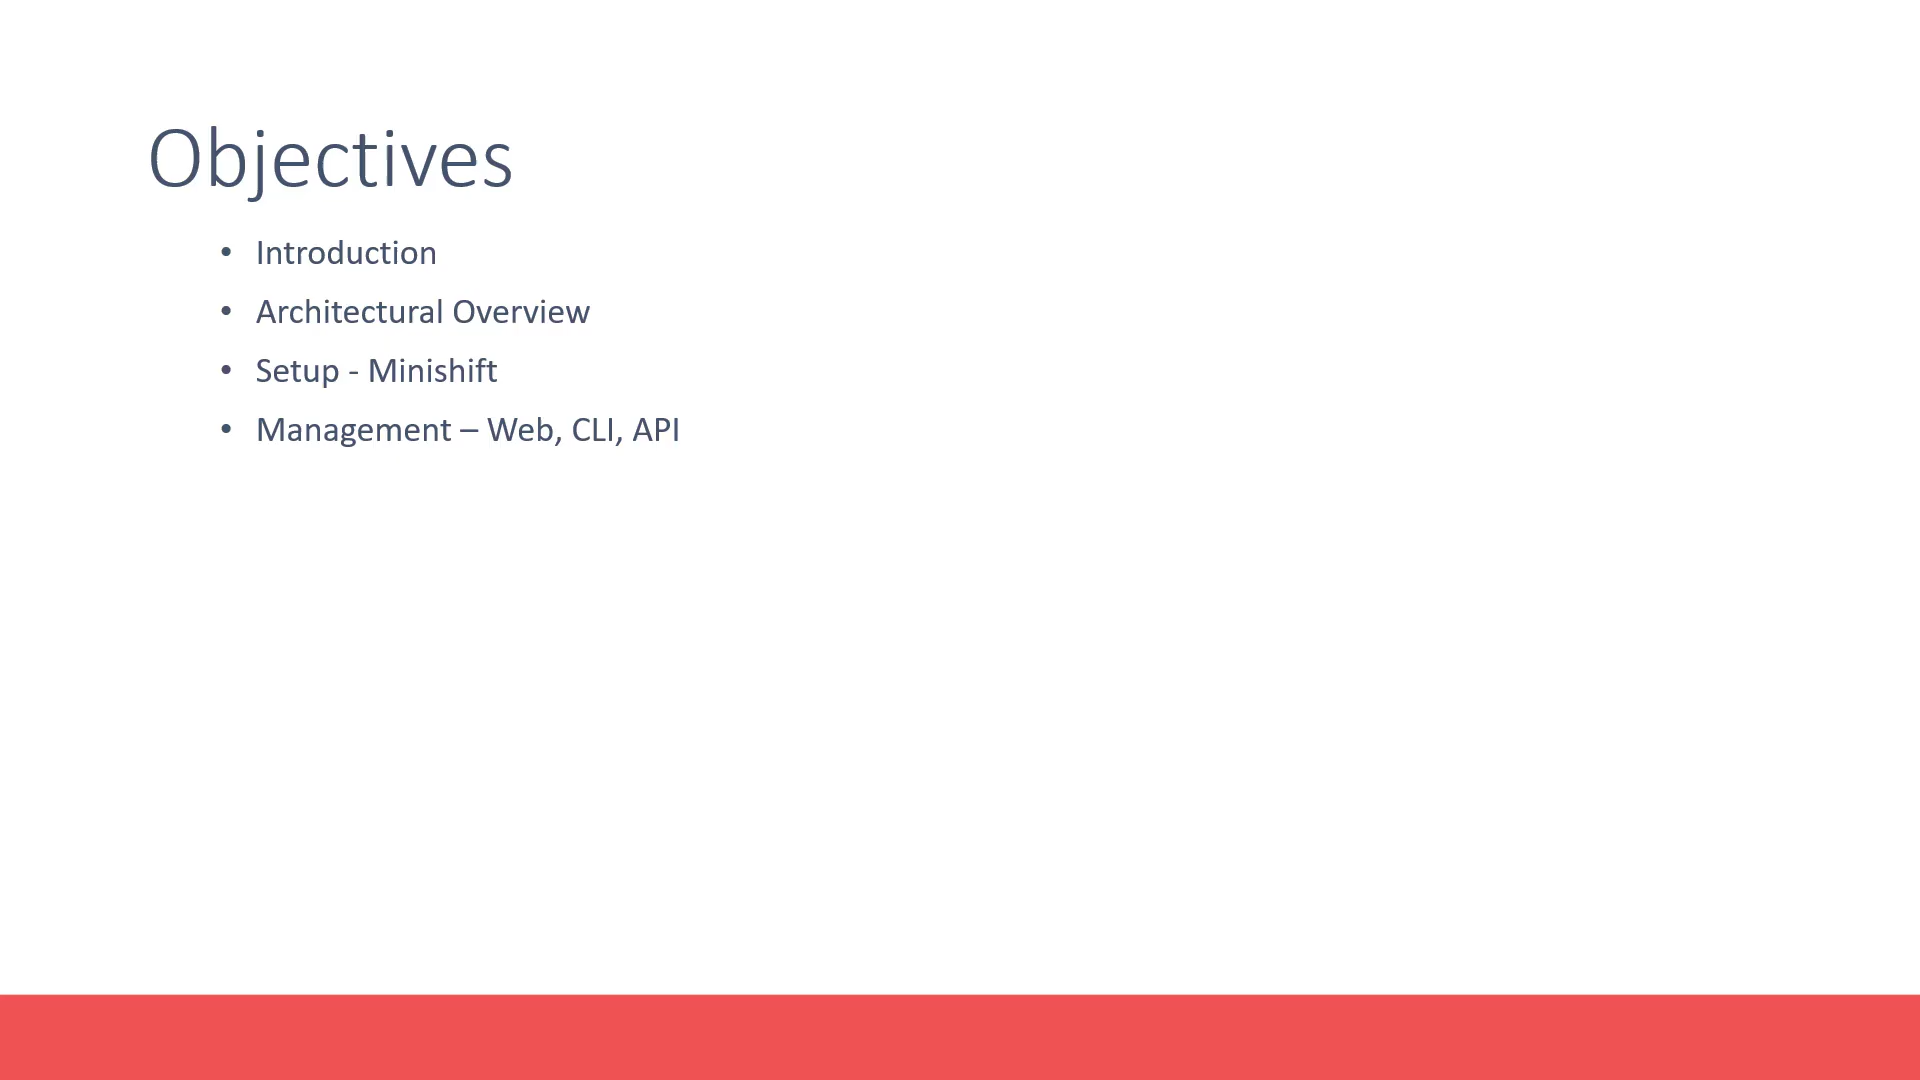 Objectives
• Introduction
• Architectural Overview
• Setup - Minishift
• Management – Web, CLI, API